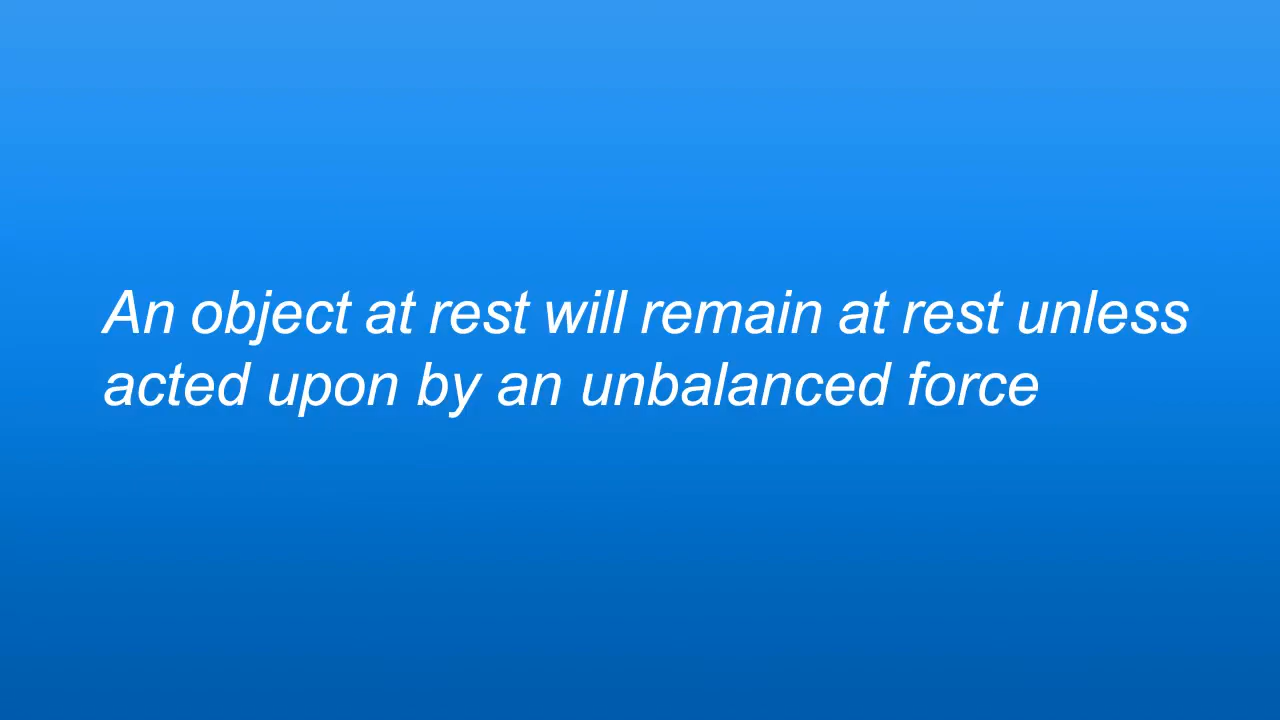 An object at rest will remain at rest unless
acted upon by an unbalanced force